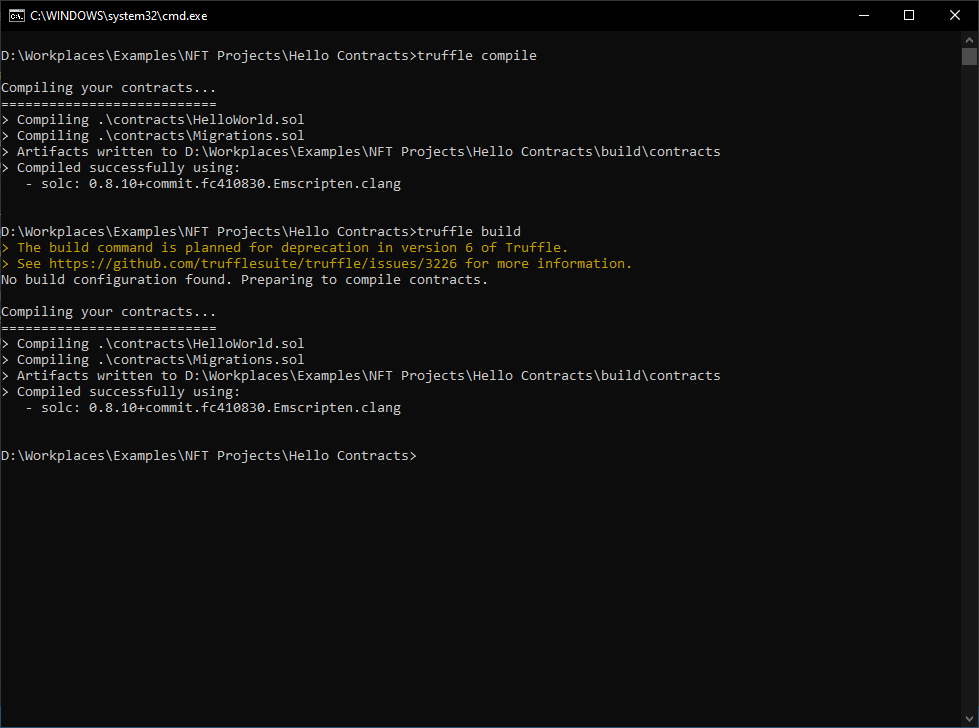 C:\WINDOWS\system32\cmd.exe
D:\Workplaces\Examples\NFT Projects\Hello Contracts>truffle compile
Compiling your contracts...
===========================
> Compiling .\contracts\HelloWorld.sol
> Compiling .\contracts\Migrations.sol
> Artifacts written to D:\Workplaces\Examples\NFT Projects\Hello Contracts\build\contracts
> Compiled successfully using:
   - solc: 0.8.10+commit.fc410830.Emscripten.clang
D:\Workplaces\Examples\NFT Projects\Hello Contracts>truffle build
> The build command is planned for deprecation in version 6 of Truffle.
> See https://github.com/trufflesuite/truffle/issues/3226 for more information.
No build configuration found. Preparing to compile contracts.
Compiling your contracts...
===========================
> Compiling .\contracts\HelloWorld.sol
> Compiling .\contracts\Migrations.sol
> Artifacts written to D:\Workplaces\Examples\NFT Projects\Hello Contracts\build\contracts
> Compiled successfully using:
   - solc: 0.8.10+commit.fc410830.Emscripten.clang
D:\Workplaces\Examples\NFT Projects\Hello Contracts>